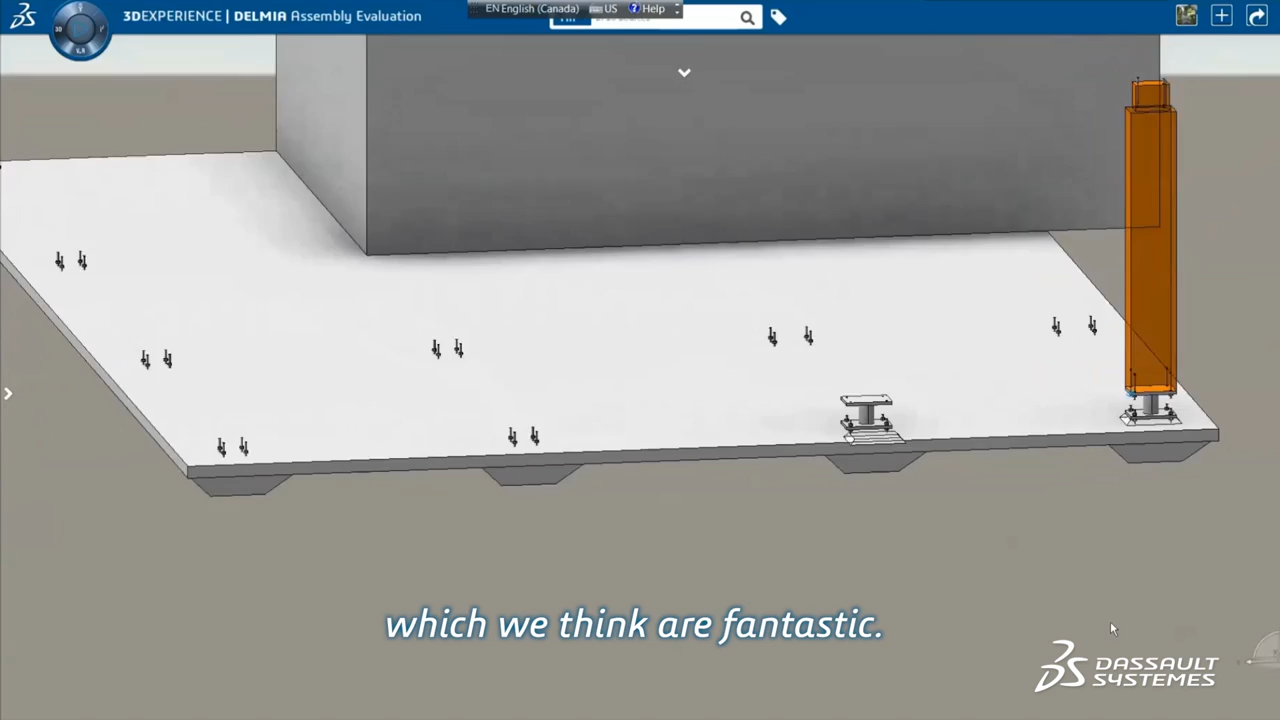 3DEXPERIENCE | DELMIA Assembly Evaluation
EN English (Canada) US Help
which we think are fantastic.
DASSAULT
SYSTEMES